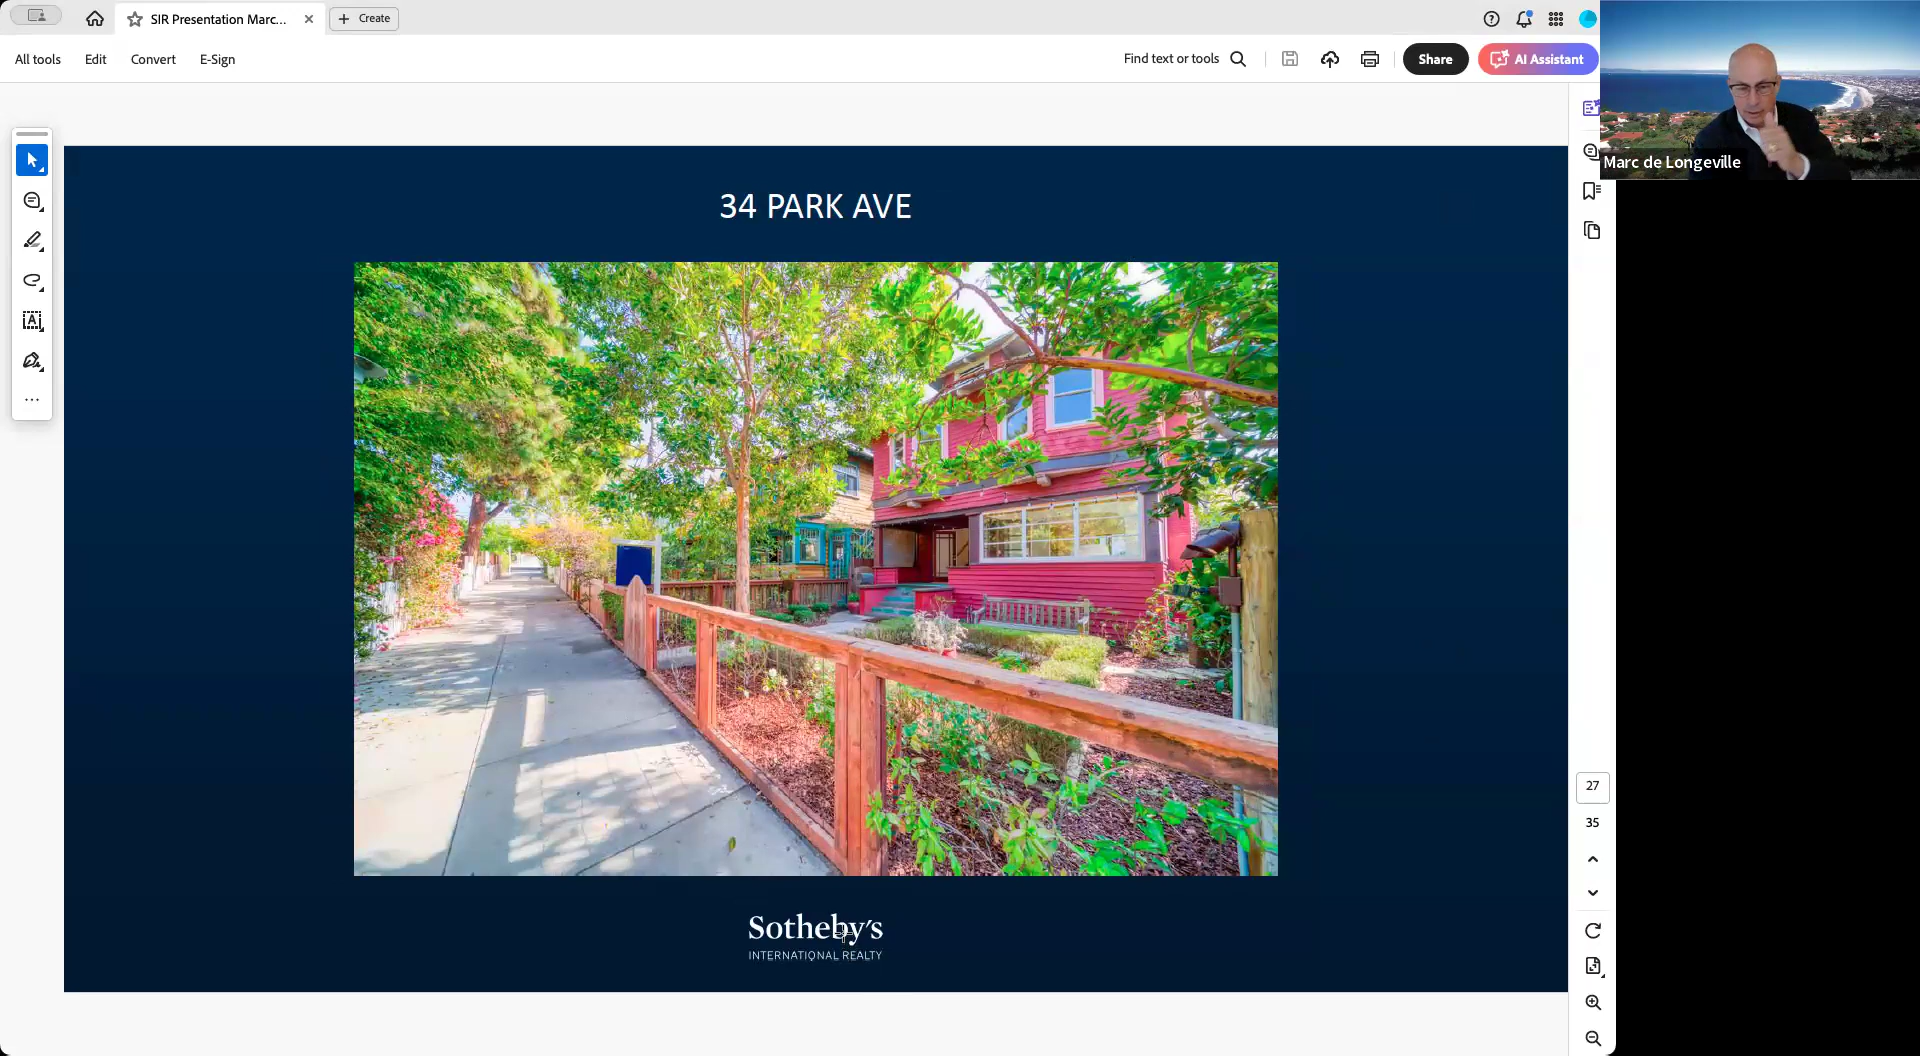 SIR Presentation Marc...
Create
All tools
Edit
Convert
E-Sign
Find text or tools
Share
AI Assistant
Marc de Longeville
34 PARK AVE
27
35
Sotheby's
INTERNATIONAL REALTY